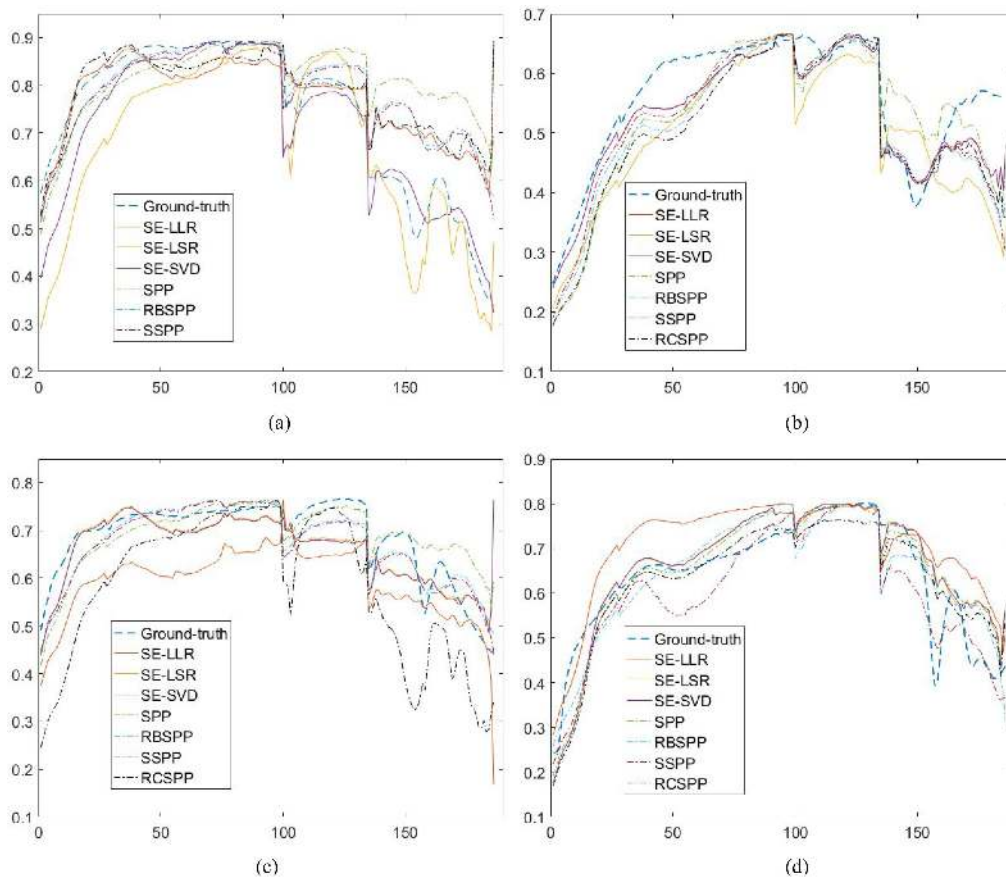 0.9
0.8
0.7
0.6
0.5
0.4
0.3
0.2
0 50 100 150
Ground-truth
SE-LLR
SE-LSR
SE-SVD
SPP
RBSPP
SSPP
(a)
0.7
0.6
0.5
0.4
0.3
0.2
0.1
0 50 100 150
Ground-truth
SE-LLR
SE-LSR
SE-SVD
SPP
RBSPP
SSPP
RCSPP
(b)
0.8
0.7
0.6
0.5
0.4
0.3
0.2
0.1
0 50 100 150
Ground-truth
SE-LLR
SE-LSR
SE-SVD
SPP
RBSPP
SSPP
RCSPP
(c)
0.9
0.8
0.7
0.6
0.5
0.4
0.3
0.2
0.1
0 50 100 150
Ground-truth
SE-LLR
SE-LSR
SE-SVD
SPP
RBSPP
SSPP
RCSPP
(d)